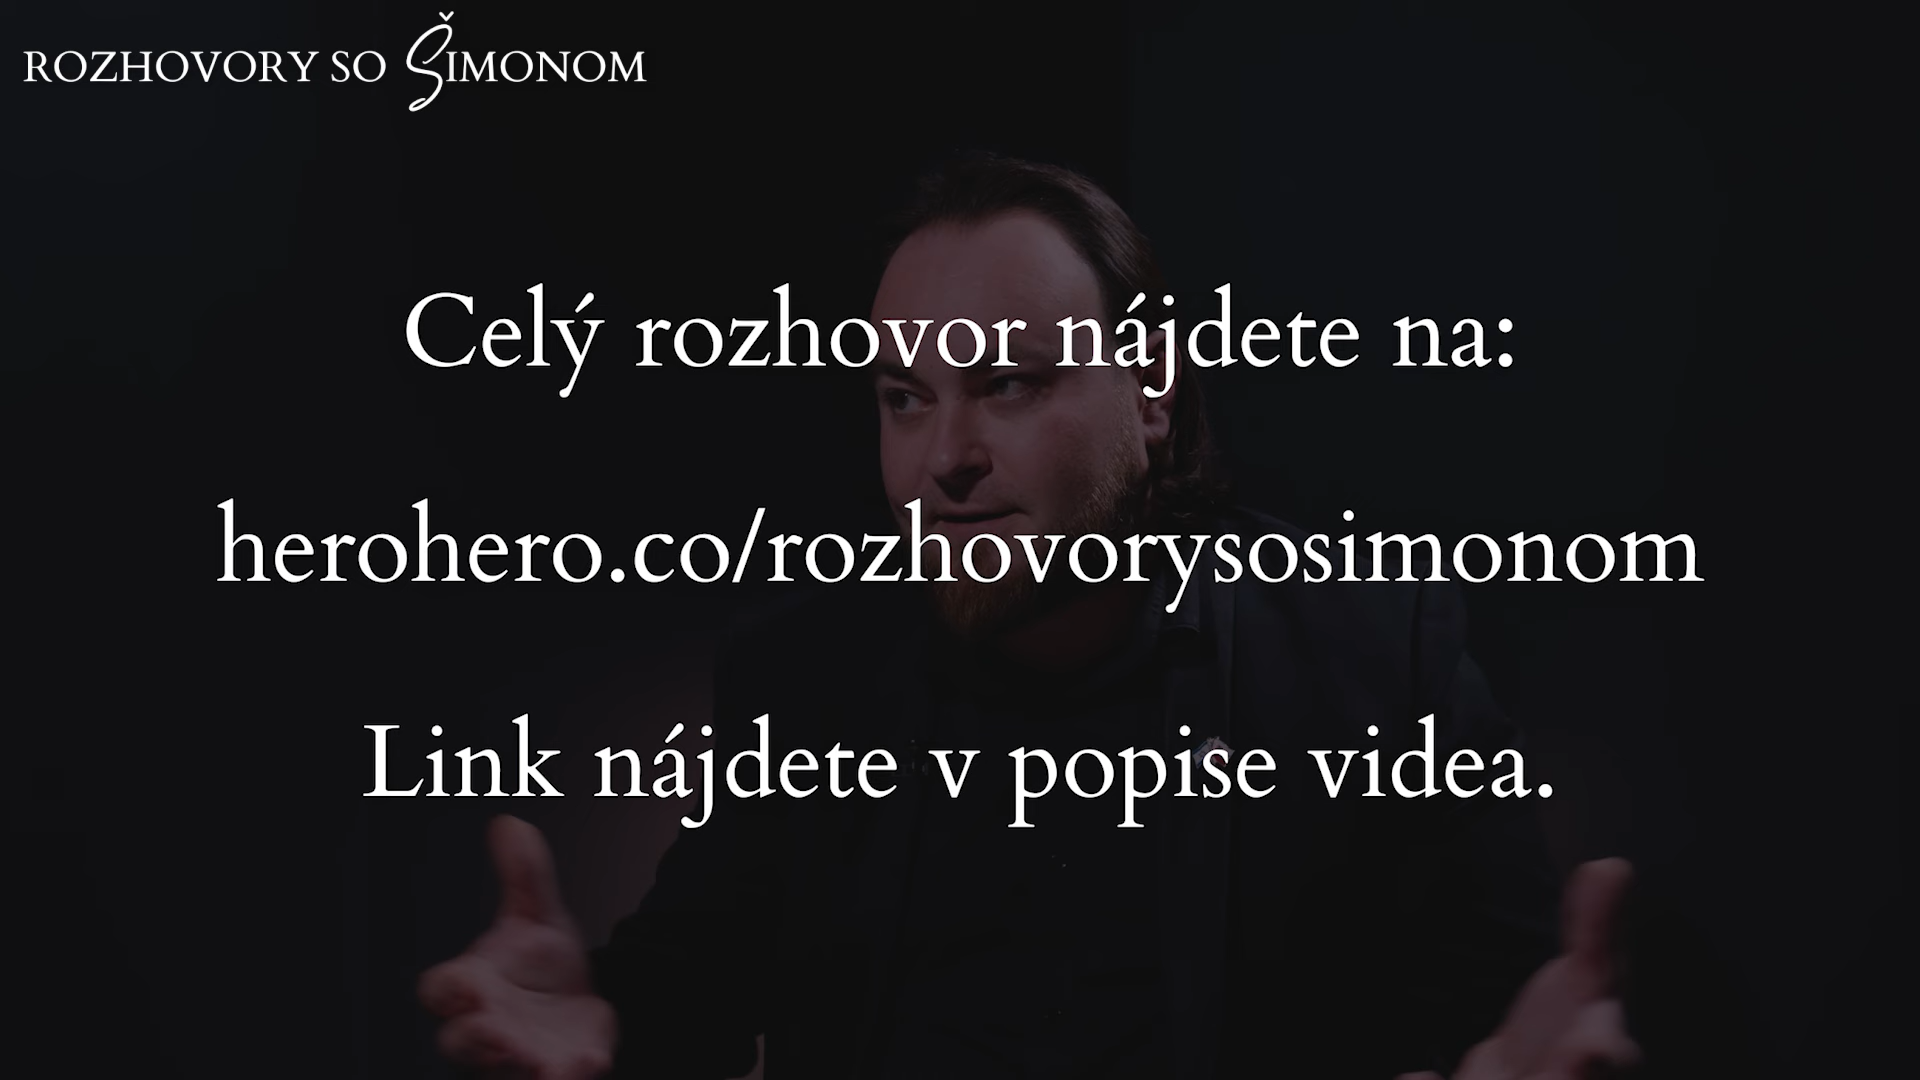 ROZHOVORY SO ŠIMONOM
Celý rozhovor nájdete na:
herohero.co/rozhovorysosimonom
Link nájdete v popise videa.